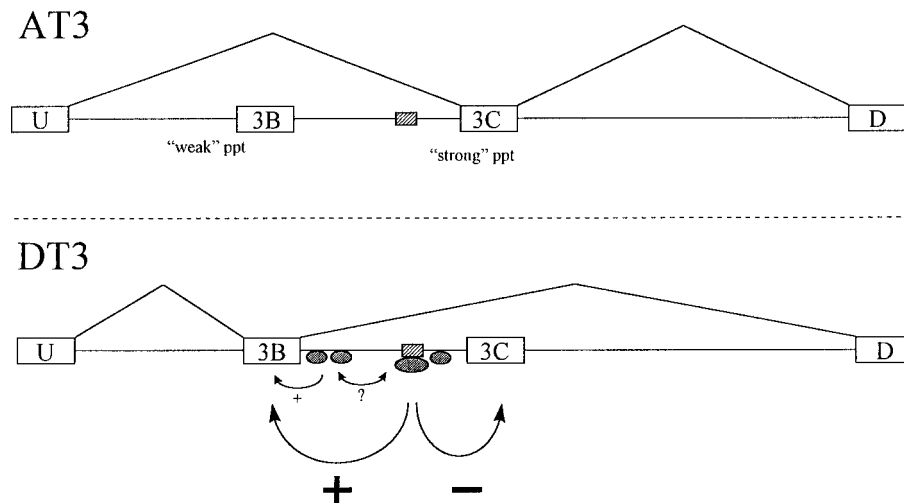 AT3
U 3B 3C D
“weak” ppt “strong” ppt
DT3
U 3B 3C D
+ ?
+ −